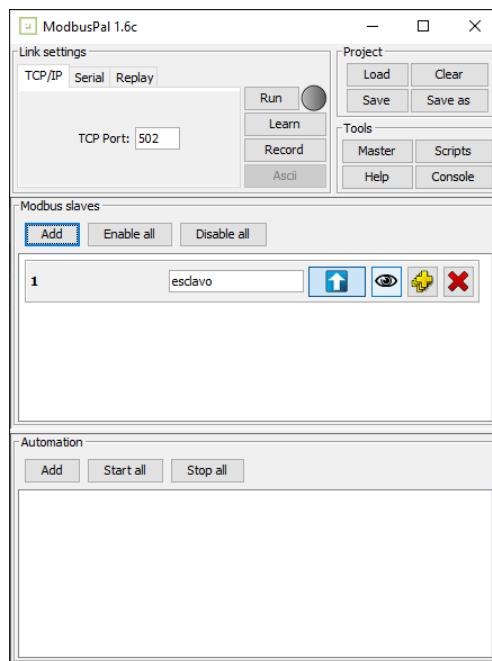 ModbusPal 1.6c
Link settings
TCP/IP Serial Replay
TCP Port: 502
Run
Learn
Record
Ascii
Project
Load Clear
Save Save as
Tools
Master Scripts
Help Console
Modbus slaves
Add Enable all Disable all
1 esclavo
Automation
Add Start all Stop all